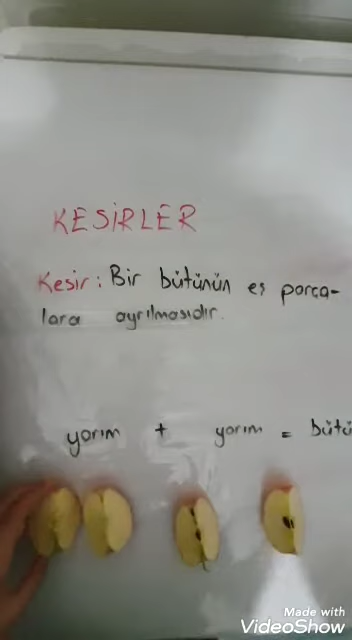 KESİRLER
Kesir: Bir bütünün eş parça-
lara ayrılmasıdır.
yarım + yarım = bütü
Made with
VideoShow